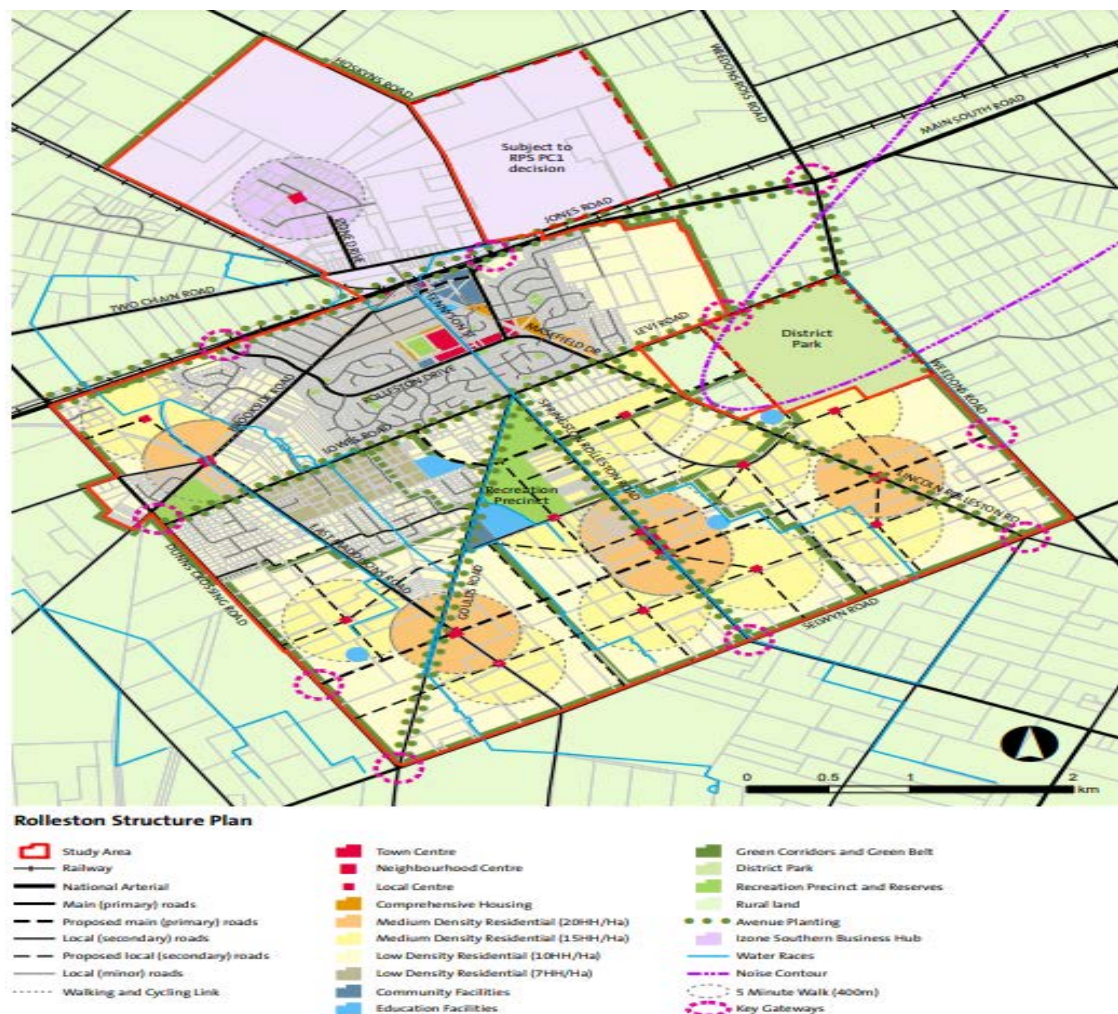 HOSKINS ROAD
WEEDONS ROSS ROAD
MAIN SOUTH ROAD
Subject to
RPS PC1
decision
JONES ROAD
TWO CHAIN ROAD
MASEFIELD DR
LEVI ROAD
District
Park
ROLLESTON DRIVE
BROOKSIDE ROAD
LOWES ROAD
WEEDONS ROAD
SPRINGSTON ROLLESTON ROAD
Recreation
Precinct
LINCOLN ROLLESTON RD
EAST MADDISONS ROAD
DUNNS CROSSING ROAD
GOULDS ROAD
SELWYN ROAD
0 0.5 1 2
km
Rolleston Structure Plan
Study Area
Railway
National Arterial
Main (primary) roads
Proposed main (primary) roads
Local (secondary) roads
Proposed local (secondary) roads
Local (minor) roads
Walking and Cycling Link
Town Centre
Neighbourhood Centre
Local Centre
Comprehensive Housing
Medium Density Residential (20HH/Ha)
Medium Density Residential (15HH/Ha)
Low Density Residential (10HH/Ha)
Low Density Residential (7HH/Ha)
Community Facilities
Education Facilities
Green Corridors and Green Belt
District Park
Recreation Precinct and Reserves
Rural land
Avenue Planting
Izone Southern Business Hub
Water Races
Noise Contour
5 Minute Walk (400m)
Key Gateways